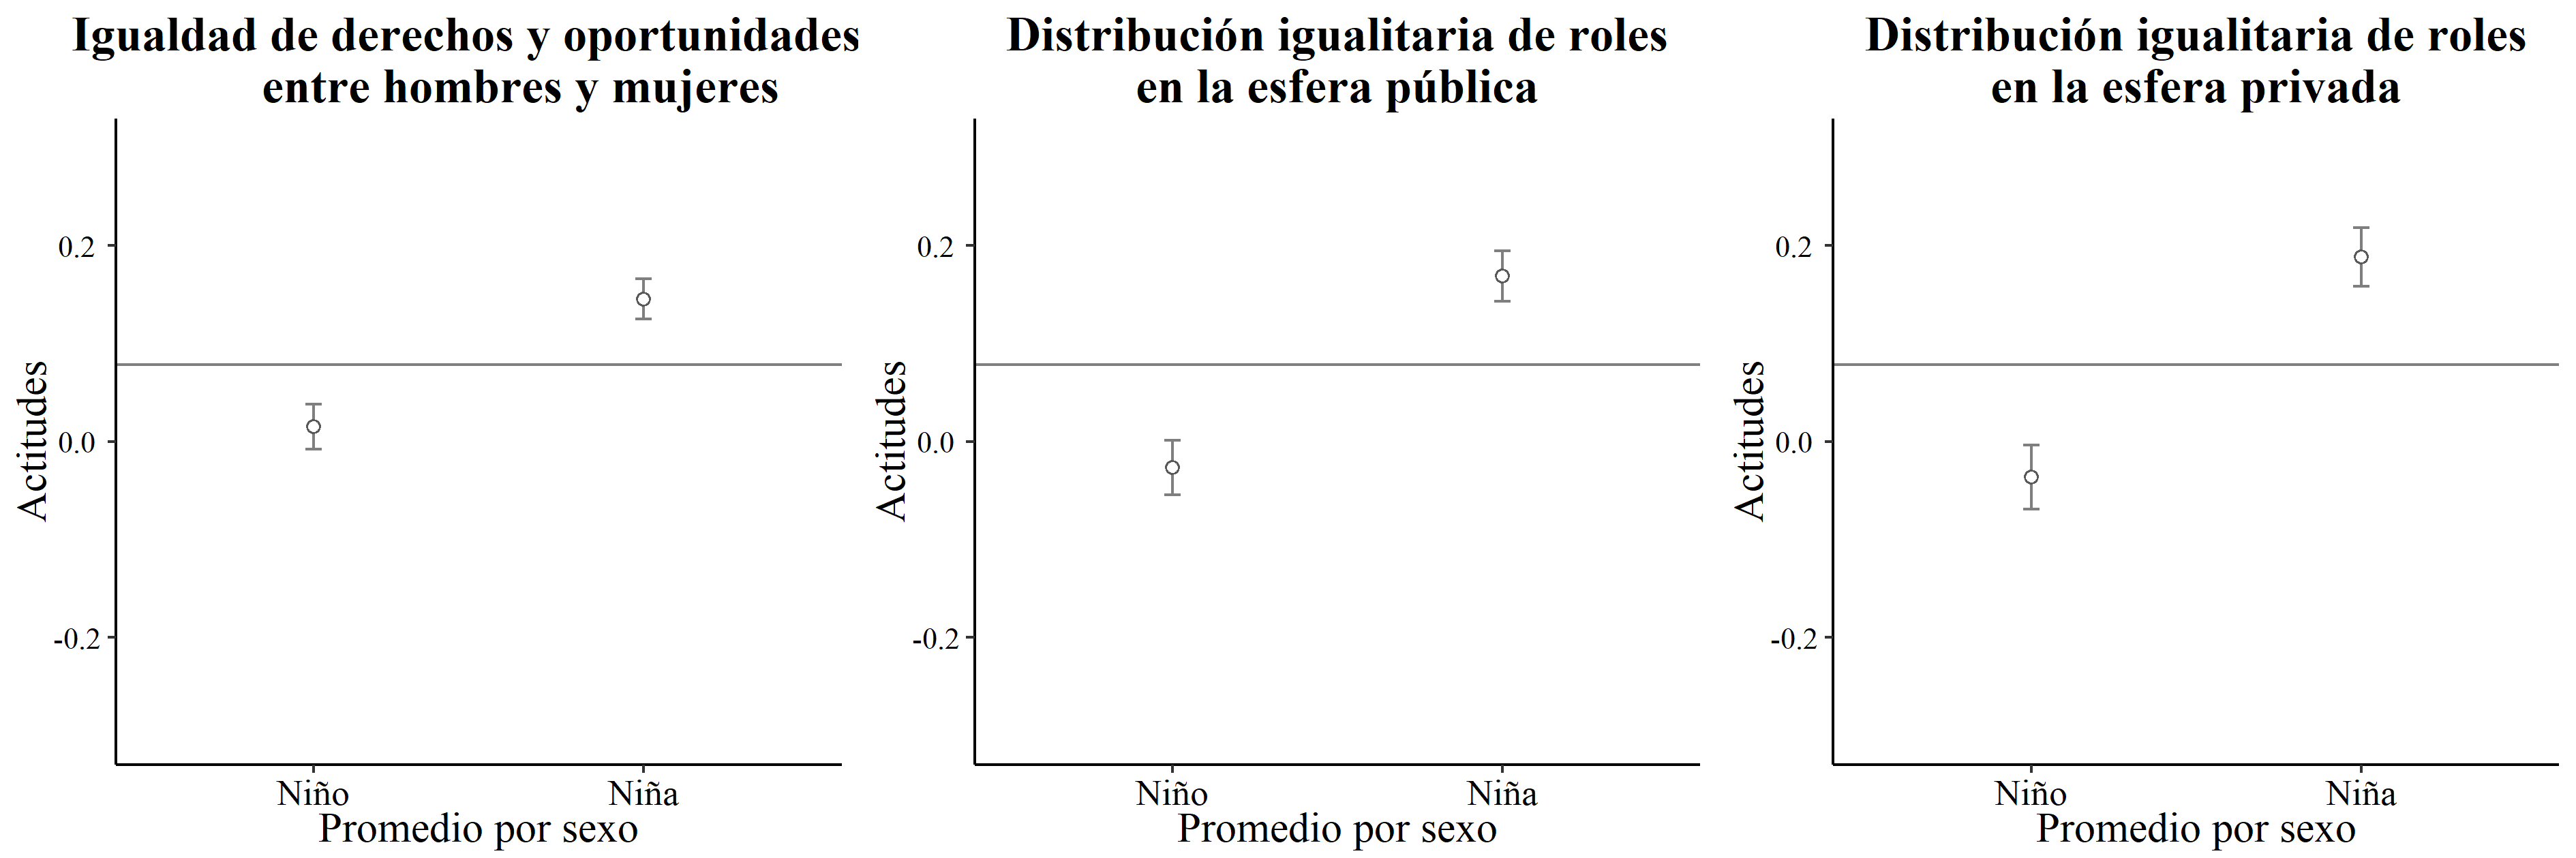 Igualdad de derechos y oportunidades
entre hombres y mujeres
Actitudes
0.2
0.0
-0.2
Niño
Niña
Promedio por sexo
Distribución igualitaria de roles
en la esfera pública
Actitudes
0.2
0.0
-0.2
Niño
Niña
Promedio por sexo
Distribución igualitaria de roles
en la esfera privada
Actitudes
0.2
0.0
-0.2
Niño
Niña
Promedio por sexo